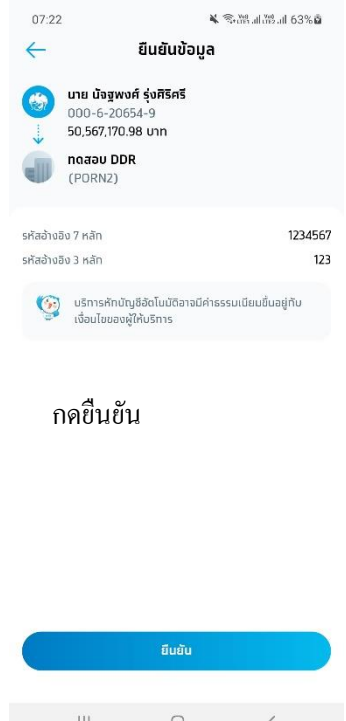 07:22 63%
ยืนยันข้อมูล
นาย นัจฐพงศ์ รุ่งศิริศรี
000-6-20654-9
50,567,170.98 บาท
ทดสอบ DDR
(PORN2)
รหัสอ้างอิง 7 หลัก 1234567
รหัสอ้างอิง 3 หลัก 123
บริการหักบัญชีอัตโนมัติอาจมีค่าธรรมเนียมขึ้นอยู่กับ
เงื่อนไขของผู้ให้บริการ
กดยืนยัน
ยืนยัน